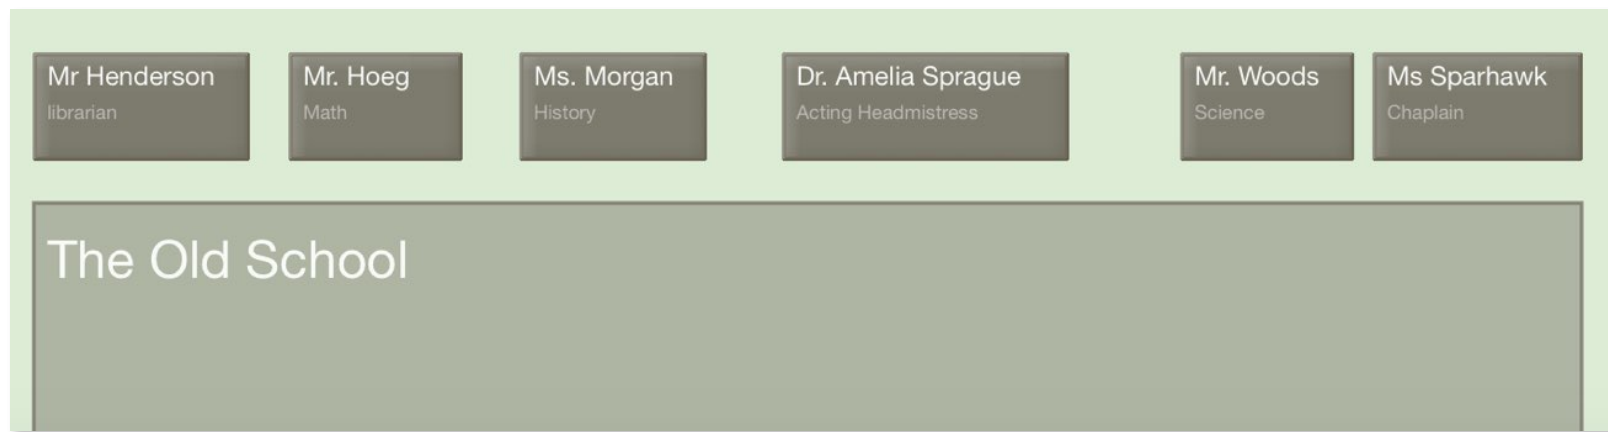 Mr Henderson
librarian
Mr. Hoeg
Math
Ms. Morgan
History
Dr. Amelia Sprague
Acting Headmistress
Mr. Woods
Science
Ms Sparhawk
Chaplain
The Old School